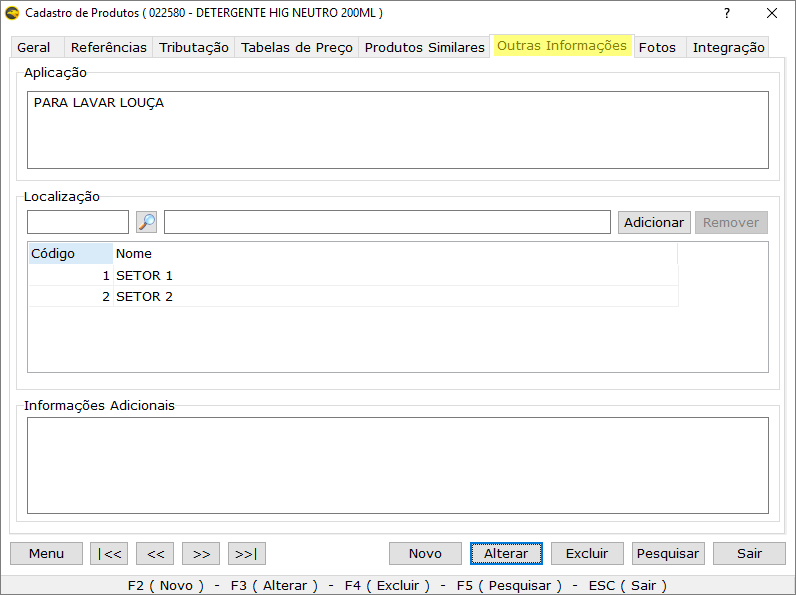 Cadastro de Produtos ( 022580 - DETERGENTE HIG NEUTRO 200ML )
?
Geral Referências Tributação Tabelas de Preço Produtos Similares Outras Informações Fotos Integração
Aplicação
PARA LAVAR LOUÇA
Localização
Adicionar Remover
Código Nome
1 SETOR 1
2 SETOR 2
Informações Adicionais
Menu |<< << >> >>| Novo Alterar Excluir Pesquisar Sair
F2 ( Novo ) - F3 ( Alterar ) - F4 ( Excluir ) - F5 ( Pesquisar ) - ESC ( Sair )